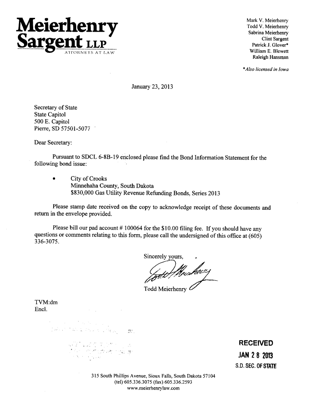 Meierhenry
Sargent LLP
ATTORNEYS AT LAW
Mark V. Meierhenry
Todd V. Meierhenry
Sabrina Meierhenry
Clint Sargent
Patrick J. Glover*
William E. Blewett
Raleigh Hansman
*Also licensed in Iowa
January 23, 2013
Secretary of State
State Capitol
500 E. Capitol
Pierre, SD 57501-5077
Dear Secretary:
Pursuant to SDCL 6-8B-19 enclosed please find the Bond Information Statement for the
following bond issue:
• City of Crooks
Minnehaha County, South Dakota
$830,000 Gas Utility Revenue Refunding Bonds, Series 2013
Please stamp date received on the copy to acknowledge receipt of these documents and
return in the envelope provided.
Please bill our pad account # 100064 for the $10.00 filing fee. If you should have any
questions or comments relating to this form, please call the undersigned of this office at (605)
336-3075.
Sincerely yours,
Todd Meierhenry
TVM:dm
Encl.
RECEIVED
JAN 28 2013
S.D. SEC. OF STATE
315 South Phillips Avenue, Sioux Falls, South Dakota 57104
(tel) 605.336.3075 (fax) 605.336.2593
www.meierhenrylaw.com